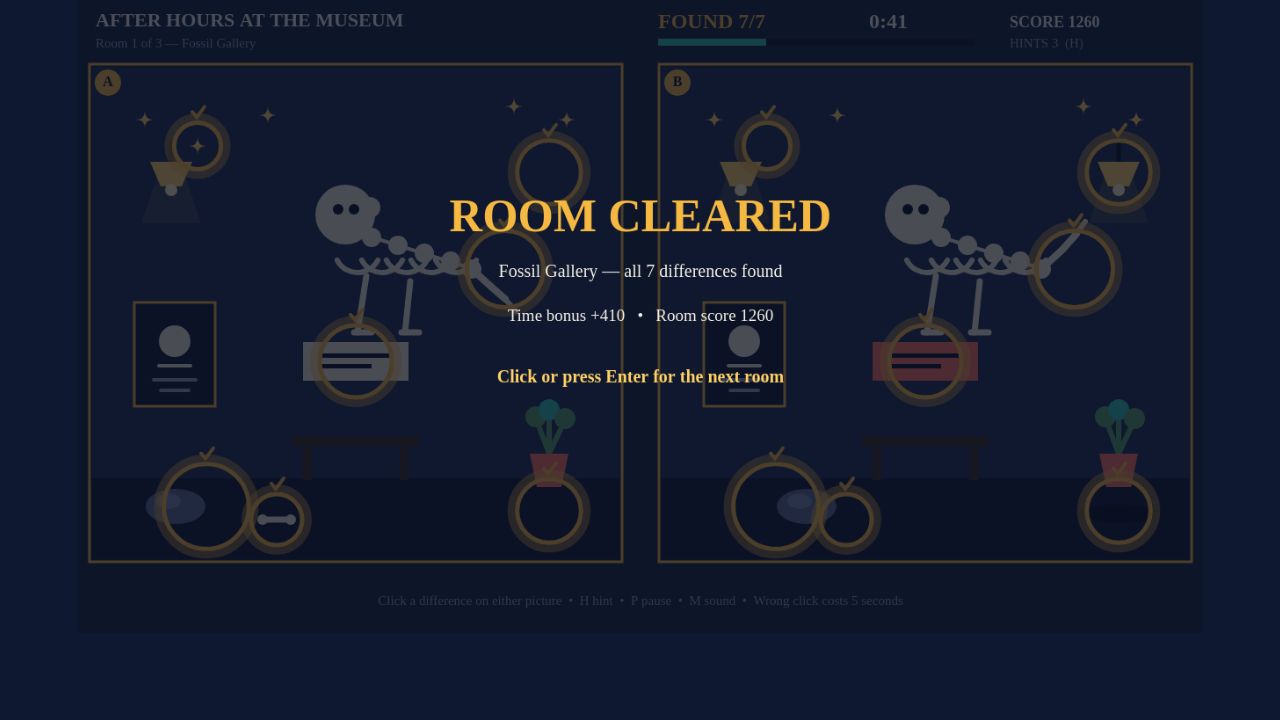 AFTER HOURS AT THE MUSEUM
FOUND 7/7
0:41
SCORE 1260
Room 1 of 3 — Fossil Gallery
HINTS 3 (H)
A
B
ROOM CLEARED
Fossil Gallery — all 7 differences found
Time bonus +410 • Room score 1260
Click or press Enter for the next room
Click a difference on either picture • H hint • P pause • M sound • Wrong click costs 5 seconds